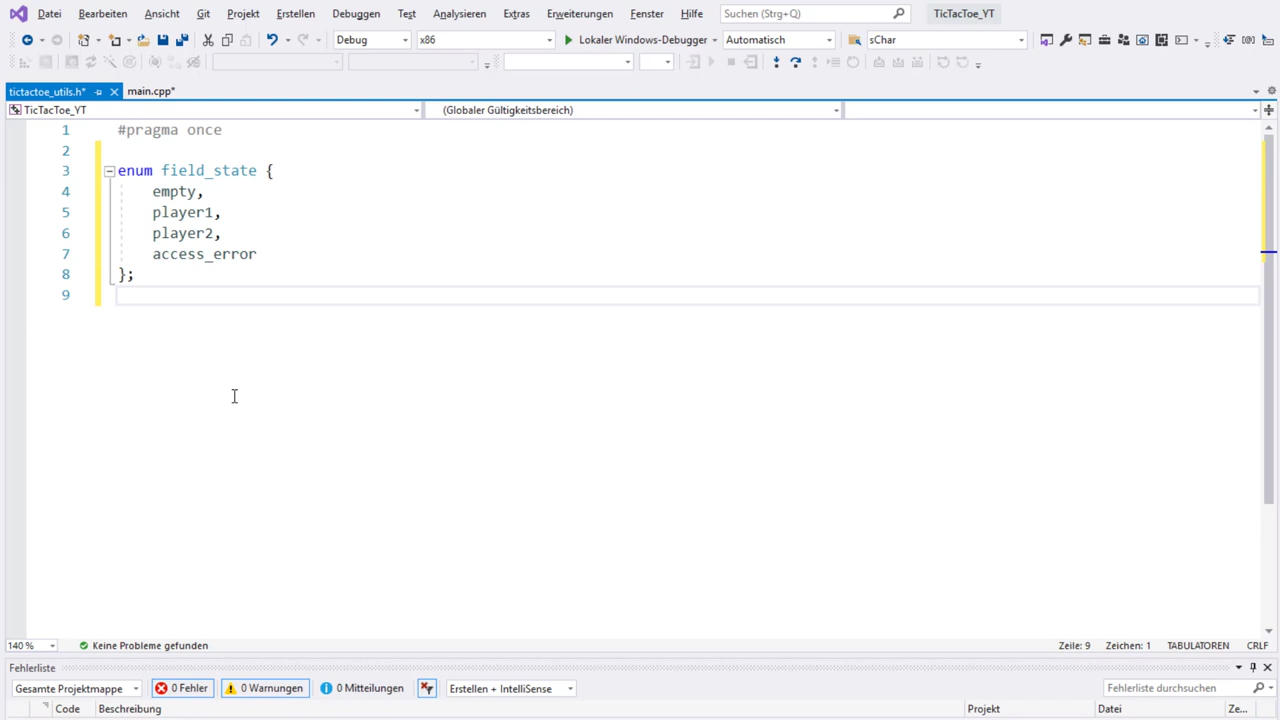 Datei Bearbeiten Ansicht Git Projekt Erstellen Debuggen Test Analysieren Extras Erweiterungen Fenster Hilfe Suchen (Strg+Q) TicTacToe_YT
Debug x86 Lokaler Windows-Debugger Automatisch sChar
tictactoe_utils.h* main.cpp*
TicTacToe_YT (Globaler Gültigkeitsbereich)
1 #pragma once
2
3 enum field_state {
4 empty,
5 player1,
6 player2,
7 access_error
8 };
9
140 % Keine Probleme gefunden Zeile: 9 Zeichen: 1 TABULATOREN CRLF
Fehlerliste
Gesamte Projektmappe 0 Fehler 0 Warnungen 0 Mitteilungen Erstellen + IntelliSense Fehlerliste durchsuchen
Code Beschreibung Projekt Datei Ze...